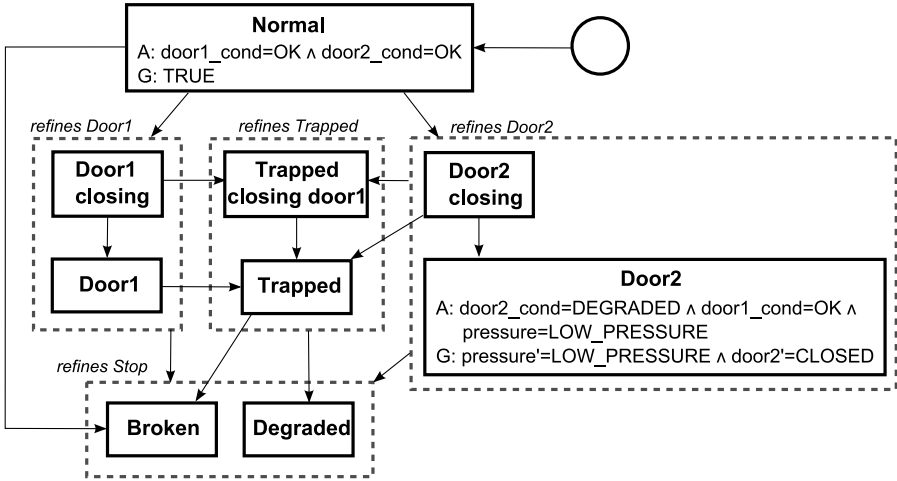 Normal
A: door1_cond=OK ∧ door2_cond=OK
G: TRUE
refines Door1
refines Trapped
refines Door2
Door1
closing
Trapped
closing door1
Door2
closing
Door1
Trapped
Door2
A: door2_cond=DEGRADED ∧ door1_cond=OK ∧
pressure=LOW_PRESSURE
G: pressure'=LOW_PRESSURE ∧ door2'=CLOSED
refines Stop
Broken
Degraded